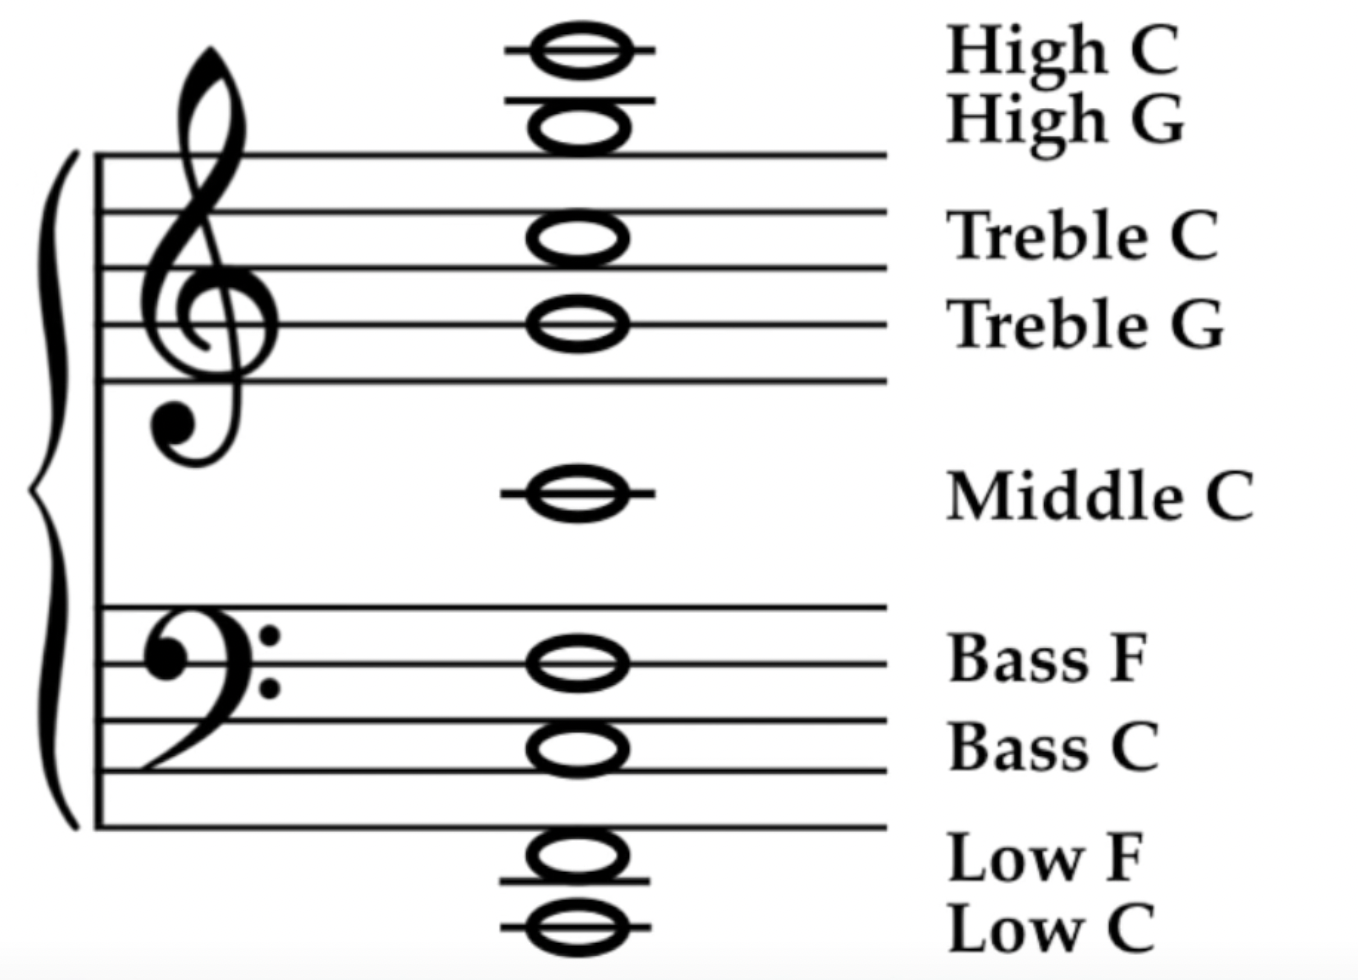 High C
High G
Treble C
Treble G
Middle C
Bass F
Bass C
Low F
Low C